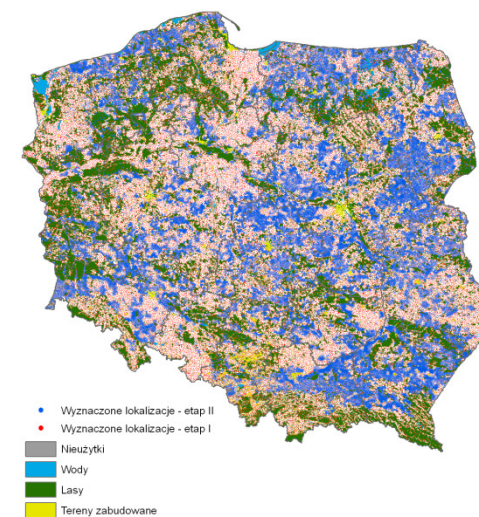 Wyznaczone lokalizacje - etap II
Wyznaczone lokalizacje - etap I
Nieużytki
Wody
Lasy
Tereny zabudowane